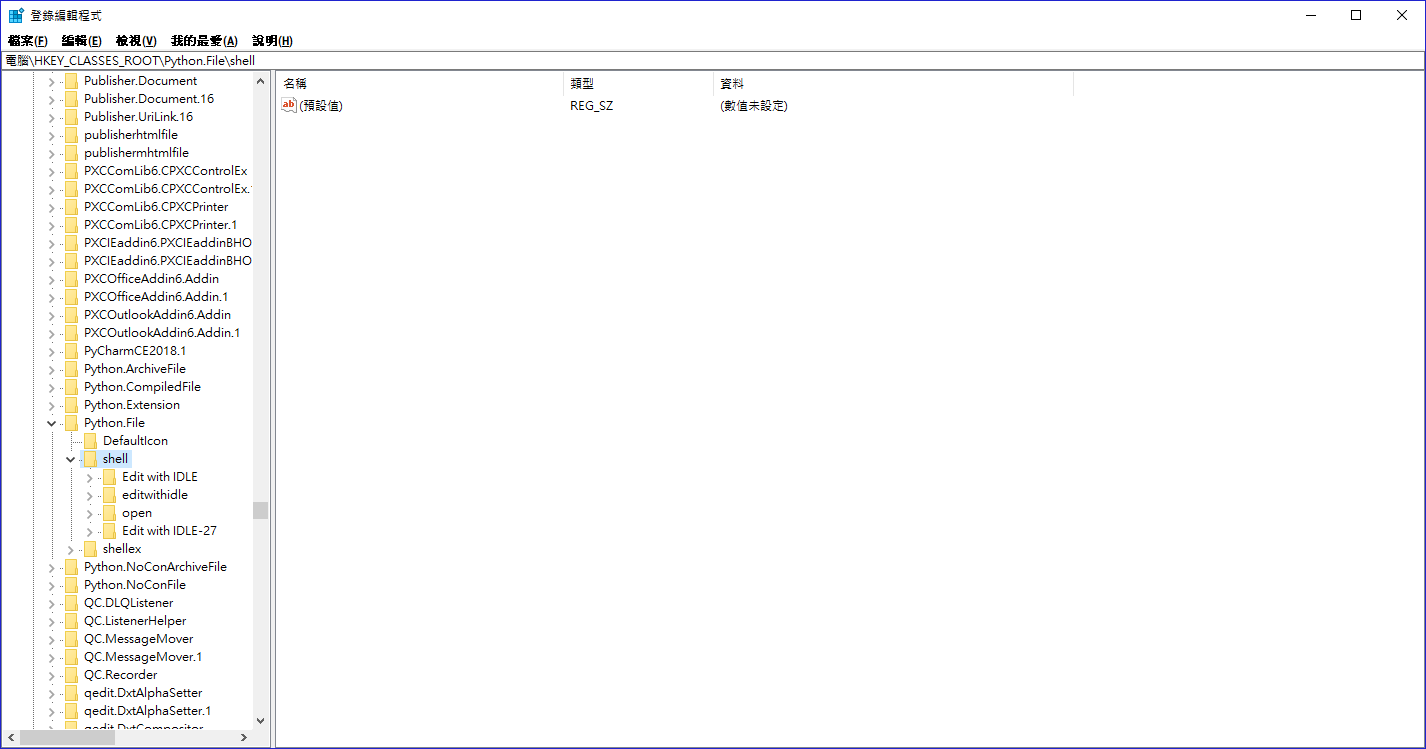 登錄編輯程式
檔案(F) 編輯(E) 檢視(V) 我的最愛(A) 說明(H)
電腦\HKEY_CLASSES_ROOT\Python.File\shell
Publisher.Document
Publisher.Document.16
Publisher.UriLink.16
publisherhtmlfile
publishermhtmlfile
PXCComLib6.CPXCControlEx
PXCComLib6.CPXCControlEx.
PXCComLib6.CPXCPrinter
PXCComLib6.CPXCPrinter.1
PXCIEaddin6.PXCIEaddinBHO
PXCIEaddin6.PXCIEaddinBHO
PXCOfficeAddin6.Addin
PXCOfficeAddin6.Addin.1
PXCOutlookAddin6.Addin
PXCOutlookAddin6.Addin.1
PyCharmCE2018.1
Python.ArchiveFile
Python.CompiledFile
Python.Extension
Python.File
DefaultIcon
shell
Edit with IDLE
editwithidle
open
Edit with IDLE-27
shellex
Python.NoConArchiveFile
Python.NoConFile
QC.DLQListener
QC.ListenerHelper
QC.MessageMover
QC.MessageMover.1
QC.Recorder
qedit.DxtAlphaSetter
qedit.DxtAlphaSetter.1
qedit.DxtCompositor
名稱 類型 資料
ab (預設值) REG_SZ (數值未設定)